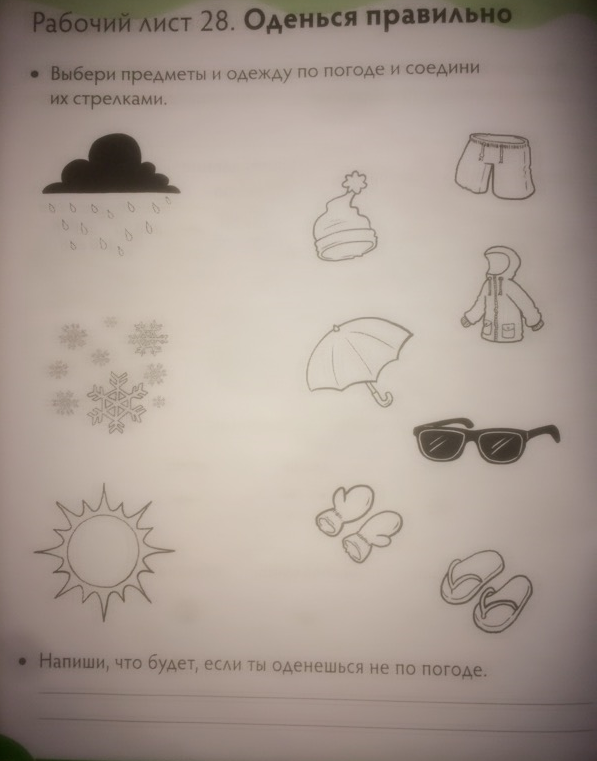 Рабочий лист 28. Оденься правильно
• Выбери предметы и одежду по погоде и соедини
их стрелками.
• Напиши, что будет, если ты оденешься не по погоде.